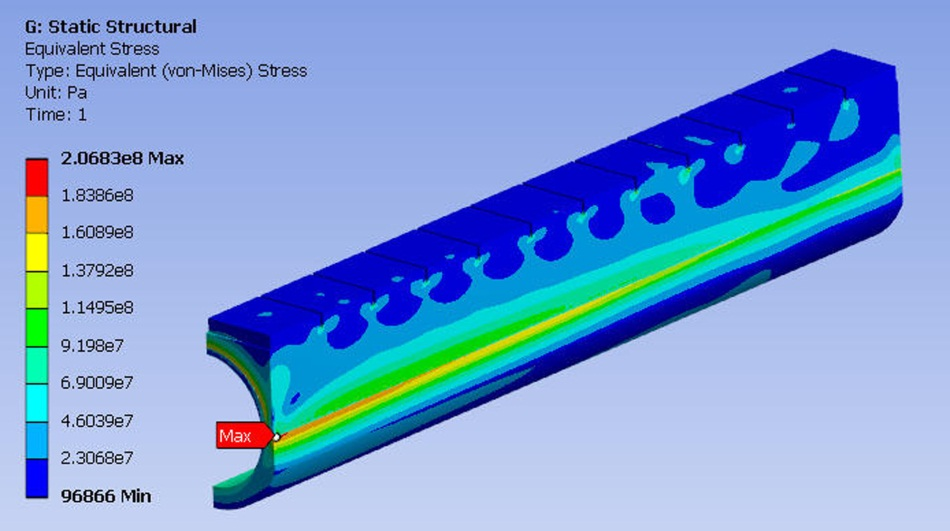 G: Static Structural
Equivalent Stress
Type: Equivalent (von-Mises) Stress
Unit: Pa
Time: 1
2.0683e8 Max
1.8386e8
1.6089e8
1.3792e8
1.1495e8
9.198e7
6.9009e7
4.6039e7
2.3068e7
96866 Min
Max